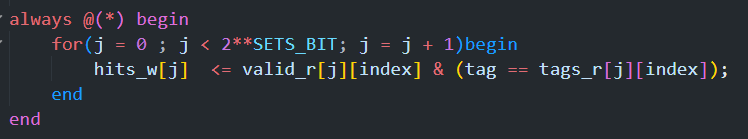 always @(*) begin
    for(j = 0 ; j < 2**SETS_BIT; j = j + 1)begin
        hits_w[j]  <= valid_r[j][index] & (tag == tags_r[j][index]);
    end
end